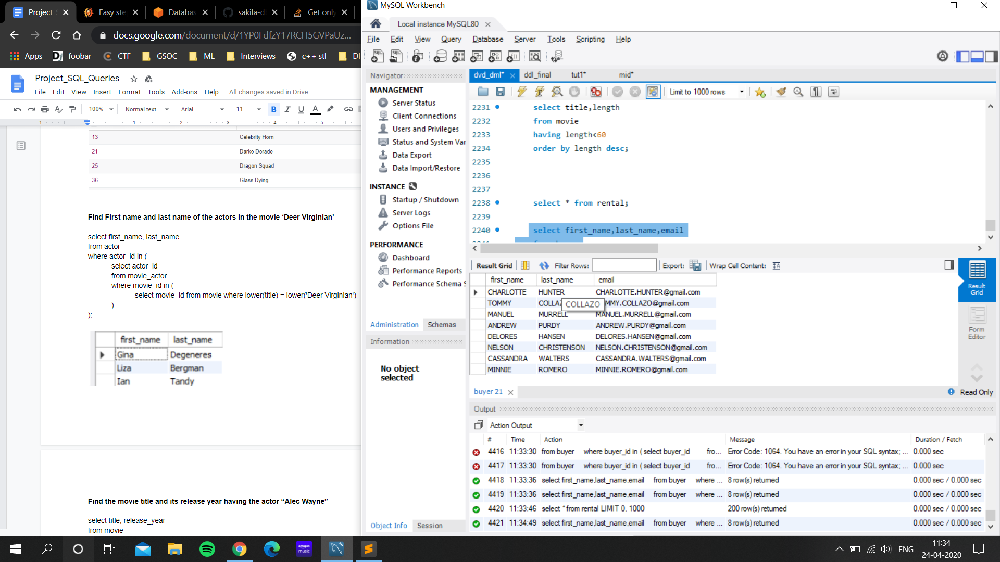 Project_S
Easy ste
Databas
sakila-d
Get only
docs.google.com/document/d/1YP0FdfzY17RCH5GVPaUz...
Apps
foobar
CTF
GSOC
ML
Interviews
c++ stl
Project_SQL_Queries
File Edit View Insert Format Tools Add-ons Help All changes saved in Drive
100% Normal text Arial 11 B I U A
1 1 2 3 4 5
13 Celebrity Horn
21 Darko Dorado
25 Dragon Squad
36 Glass Dying
Find First name and last name of the actors in the movie ‘Deer Virginian’
select first_name, last_name
from actor
where actor_id in (
select actor_id
from movie_actor
where movie_id in (
select movie_id from movie where lower(title) = lower('Deer Virginian')
)
);
first_name last_name
Gina Degeneres
Liza Bergman
Ian Tandy
Find the movie title and its release year having the actor “Alec Wayne”
select title, release_year
from movie
MySQL Workbench
Local instance MySQL80
File Edit View Query Database Server Tools Scripting Help
Navigator
MANAGEMENT
Server Status
Client Connections
Users and Privileges
Status and System Var
Data Export
Data Import/Restore
INSTANCE
Startup / Shutdown
Server Logs
Options File
PERFORMANCE
Dashboard
Performance Reports
Performance Schema S
Administration Schemas
Information
No object
selected
Object Info Session
dvd_dml* ddl_final tut1* mid*
Limit to 1000 rows
2231 select title,length
2232 from movie
2233 having length<60
2234 order by length desc;
2235
2236
2237
2238 select * from rental;
2239
2240 select first_name,last_name,email
Result Grid Filter Rows: Export: Wrap Cell Content:
first_name last_name email
CHARLOTTE HUNTER CHARLOTTE.HUNTER@gmail.com
TOMMY COLLAZ COLLAZO MMY.COLLAZO@gmail.com
MANUEL MURRELL MANUEL.MURRELL@gmail.com
ANDREW PURDY ANDREW.PURDY@gmail.com
DELORES HANSEN DELORES.HANSEN@gmail.com
NELSON CHRISTENSON NELSON.CHRISTENSON@gmail.com
CASSANDRA WALTERS CASSANDRA.WALTERS@gmail.com
MINNIE ROMERO MINNIE.ROMERO@gmail.com
Result
Grid
Form
Editor
buyer 21
Read Only
Output
Action Output
# Time Action Message Duration / Fetch
4416 11:33:30 from buyer where buyer_id in ( select buyer_id fro... Error Code: 1064. You have an error in your SQL syntax; ... 0.000 sec
4417 11:33:30 from buyer where buyer_id in ( select buyer_id fro... Error Code: 1064. You have an error in your SQL syntax; ... 0.000 sec
4418 11:33:36 select first_name,last_name,email from buyer where ... 8 row(s) returned 0.000 sec / 0.000 sec
4419 11:33:36 select first_name,last_name,email from buyer where ... 8 row(s) returned 0.000 sec / 0.000 sec
4420 11:33:46 select * from rental LIMIT 0, 1000 200 row(s) returned 0.000 sec / 0.000 sec
4421 11:34:49 select first_name,last_name,email from buyer where ... 8 row(s) returned 0.000 sec / 0.000 sec
amazon
music
ENG
11:34
24-04-2020